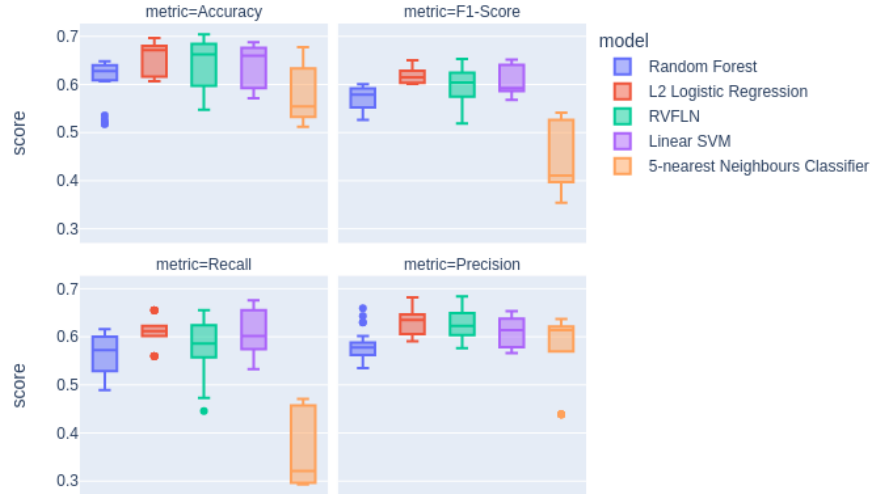 metric=Accuracy
metric=F1-Score
0.7
0.6
0.5
0.4
0.3
score
model
Random Forest
L2 Logistic Regression
RVFLN
Linear SVM
5-nearest Neighbours Classifier
metric=Recall
metric=Precision
0.7
0.6
0.5
0.4
0.3
score